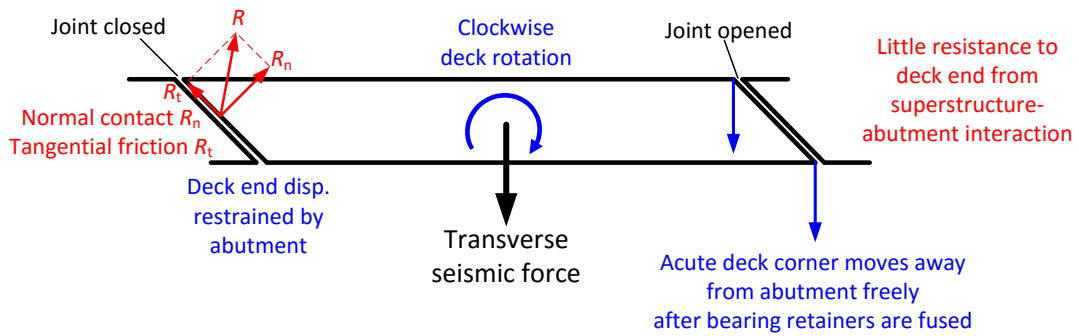 Joint closed
R
Rn
Rt
Normal contact Rn
Tangential friction Rt
Deck end disp.
restrained by
abutment
Clockwise
deck rotation
Transverse
seismic force
Joint opened
Little resistance to
deck end from
superstructure-
abutment interaction
Acute deck corner moves away
from abutment freely
after bearing retainers are fused